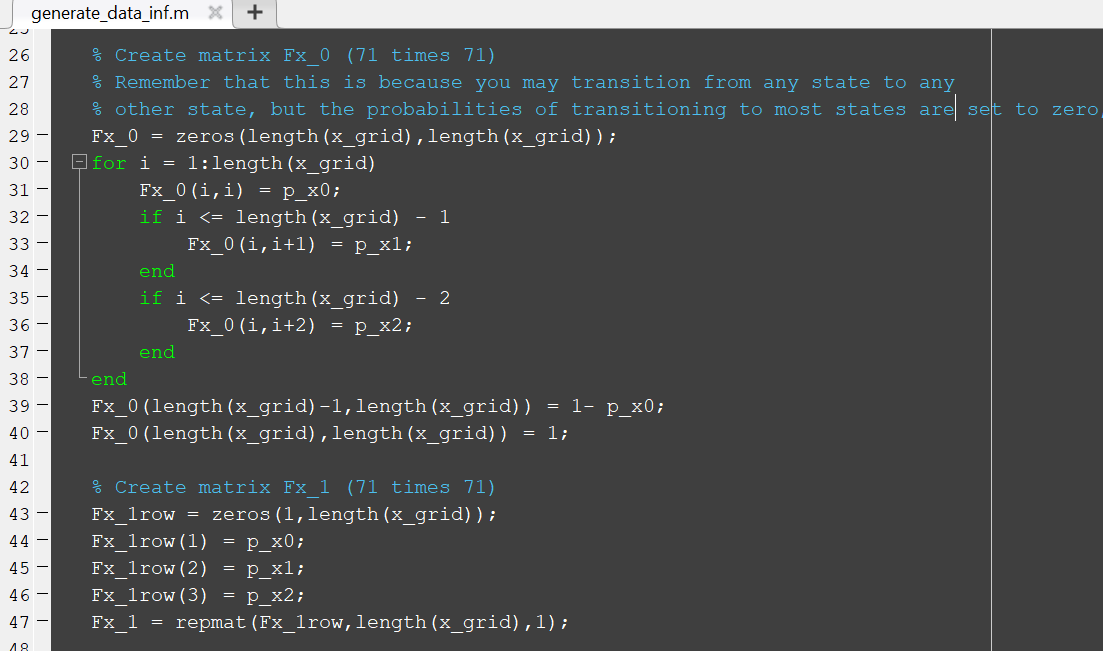 generate_data_inf.m × +
25
26 % Create matrix Fx_0 (71 times 71)
27 % Remember that this is because you may transition from any state to any
28 % other state, but the probabilities of transitioning to most states are set to zero,
29 Fx_0 = zeros(length(x_grid),length(x_grid));
30 for i = 1:length(x_grid)
31 Fx_0(i,i) = p_x0;
32 if i <= length(x_grid) - 1
33 Fx_0(i,i+1) = p_x1;
34 end
35 if i <= length(x_grid) - 2
36 Fx_0(i,i+2) = p_x2;
37 end
38 end
39 Fx_0(length(x_grid)-1,length(x_grid)) = 1- p_x0;
40 Fx_0(length(x_grid),length(x_grid)) = 1;
41
42 % Create matrix Fx_1 (71 times 71)
43 Fx_1row = zeros(1,length(x_grid));
44 Fx_1row(1) = p_x0;
45 Fx_1row(2) = p_x1;
46 Fx_1row(3) = p_x2;
47 Fx_1 = repmat(Fx_1row,length(x_grid),1);
48